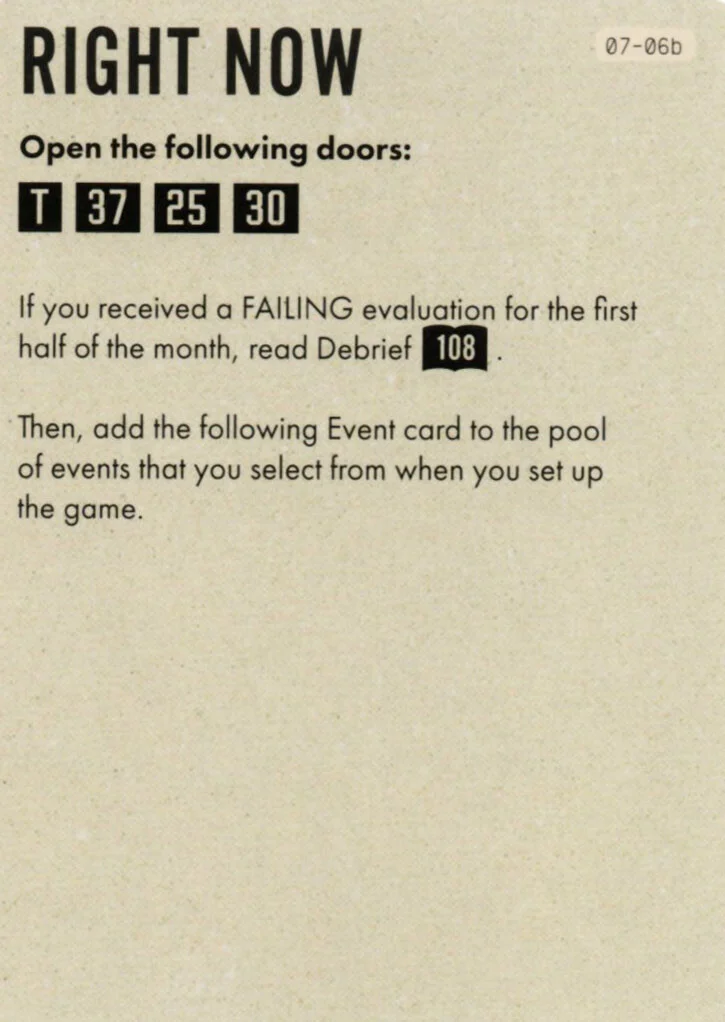 RIGHT NOW
07-06b
Open the following doors:
T 37 25 30
If you received a FAILING evaluation for the first
half of the month, read Debrief 108 .
Then, add the following Event card to the pool
of events that you select from when you set up
the game.